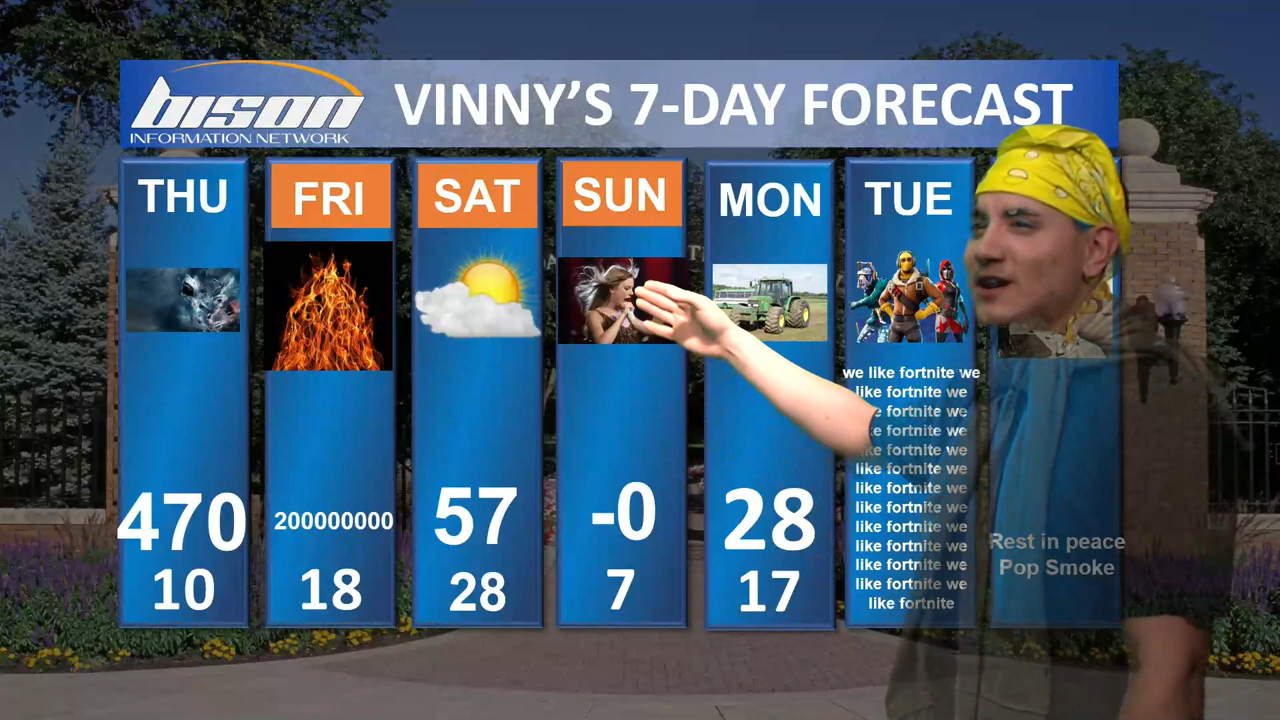 bison
INFORMATION NETWORK
VINNY'S 7-DAY FORECAST
THU
FRI
SAT
SUN
MON
TUE
470
10
200000000
18
57
28
-0
7
28
17
we like fortnite we
like fortnite we
e fortnite we
ke fortnite we
ke fortnite we
like fortnite we
like fortnite we
like fortnite we
like fortnite we
like fortnite we
like fortnite we
like fortnite we
like fortnite
Rest in peace
Pop Smoke